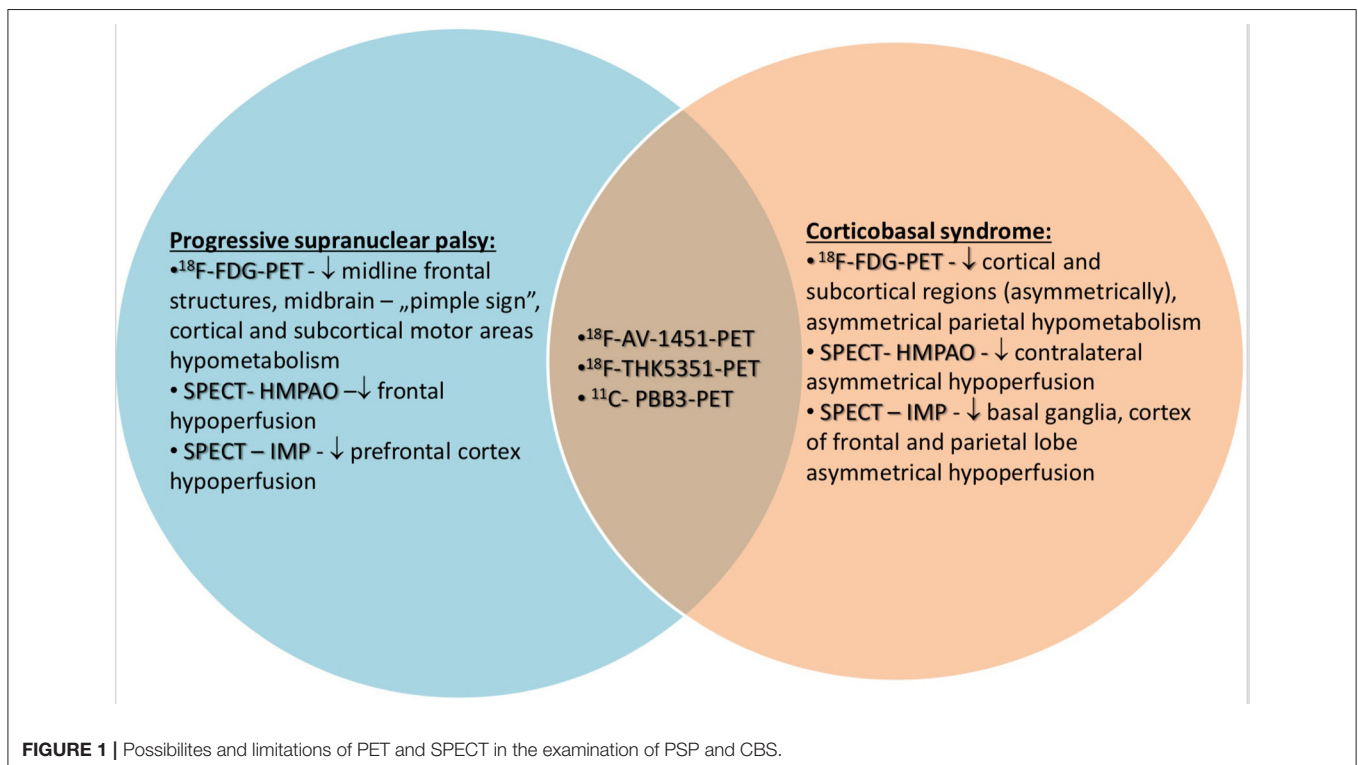 Progressive supranuclear palsy:
•¹⁸F-FDG-PET - ↓ midline frontal
structures, midbrain – „pimple sign”,
cortical and subcortical motor areas
hypometabolism
• SPECT- HMPAO –↓ frontal
hypoperfusion
• SPECT – IMP - ↓ prefrontal cortex
hypoperfusion
•¹⁸F-AV-1451-PET
•¹⁸F-THK5351-PET
• ¹¹C- PBB3-PET
Corticobasal syndrome:
• ¹⁸F-FDG-PET - ↓ cortical and
subcortical regions (asymmetrically),
asymmetrical parietal hypometabolism
• SPECT- HMPAO - ↓ contralateral
asymmetrical hypoperfusion
• SPECT – IMP - ↓ basal ganglia, cortex
of frontal and parietal lobe
asymmetrical hypoperfusion
FIGURE 1 | Possibilites and limitations of PET and SPECT in the examination of PSP and CBS.